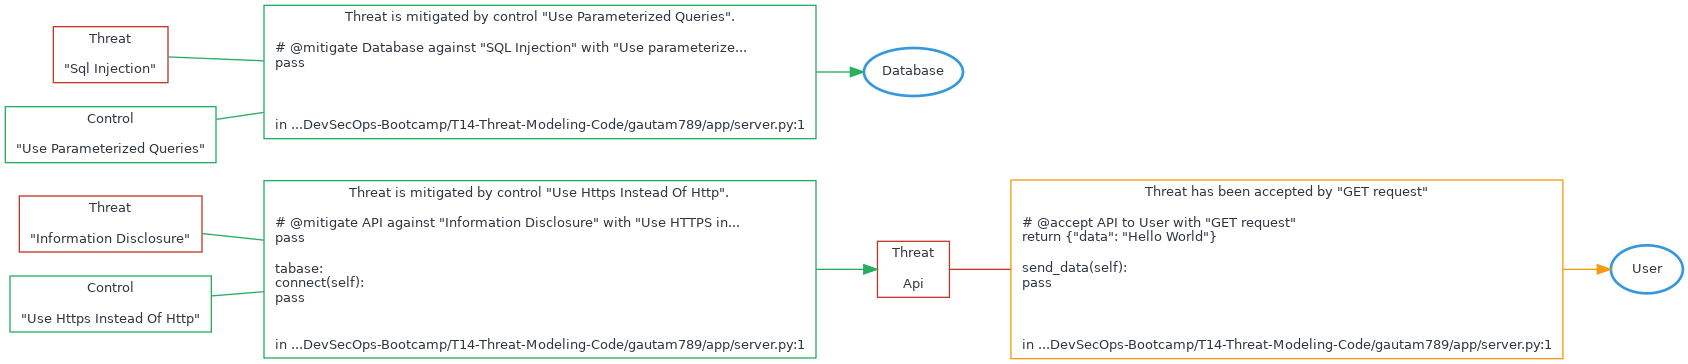 Threat
"Sql Injection"
Control
"Use Parameterized Queries"
Threat is mitigated by control "Use Parameterized Queries".
# @mitigate Database against "SQL Injection" with "Use parameterize...
pass
in ...DevSecOps-Bootcamp/T14-Threat-Modeling-Code/gautam789/app/server.py:1
Database
Threat
"Information Disclosure"
Control
"Use Https Instead Of Http"
Threat is mitigated by control "Use Https Instead Of Http".
# @mitigate API against "Information Disclosure" with "Use HTTPS in...
pass
tabase:
connect(self):
pass
in ...DevSecOps-Bootcamp/T14-Threat-Modeling-Code/gautam789/app/server.py:1
Threat
Api
Threat has been accepted by "GET request"
# @accept API to User with "GET request"
return {"data": "Hello World"}
send_data(self):
pass
in ...DevSecOps-Bootcamp/T14-Threat-Modeling-Code/gautam789/app/server.py:1
User